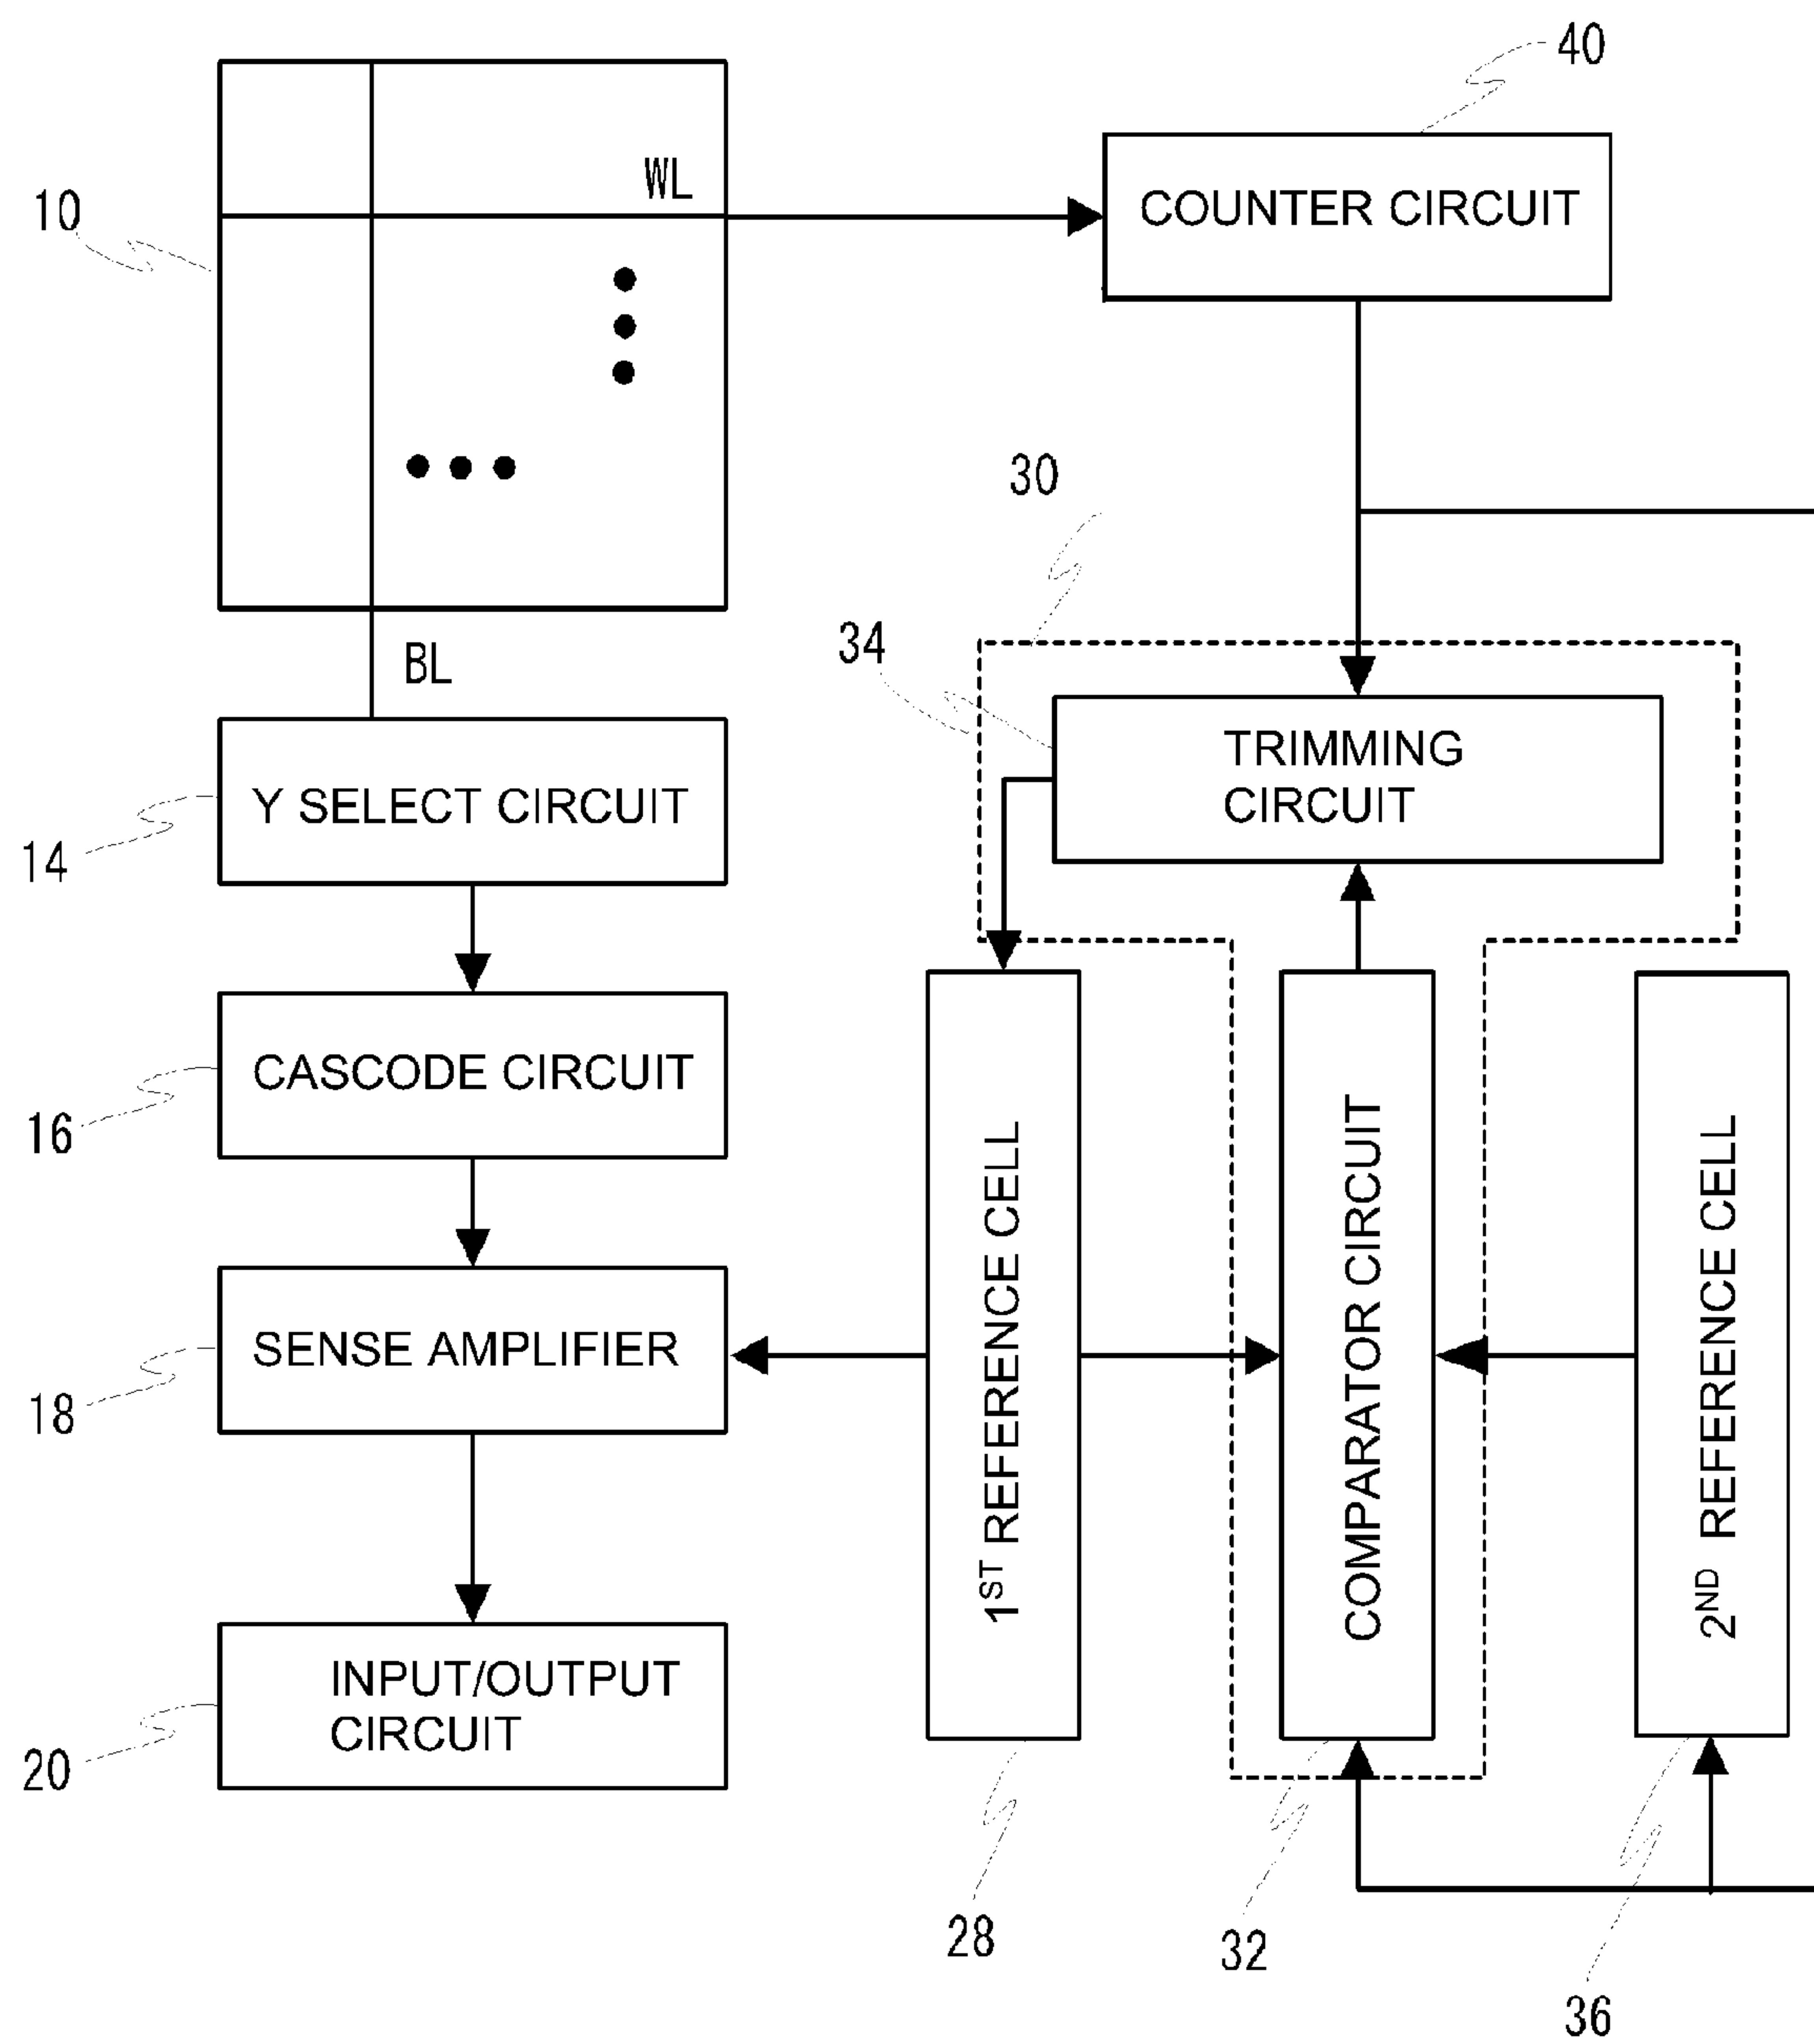 40
WL
COUNTER CIRCUIT
10
30
34
BL
TRIMMING
CIRCUIT
Y SELECT CIRCUIT
14
CASCODE CIRCUIT
16
1ST REFERENCE CELL
COMPARATOR CIRCUIT
2ND REFERENCE CELL
SENSE AMPLIFIER
18
INPUT/OUTPUT
CIRCUIT
20
28
32
36